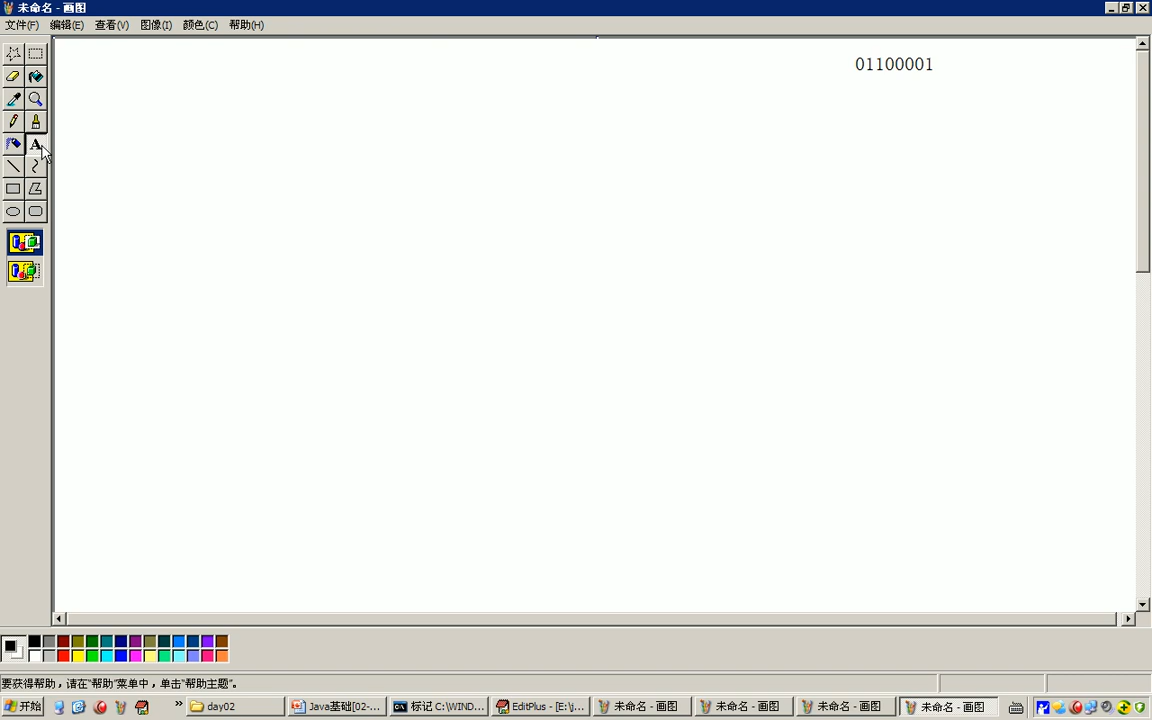 未命名 - 画图
文件(F) 编辑(E) 查看(V) 图像(I) 颜色(C) 帮助(H)
01100001
A
要获得帮助，请在“帮助”菜单中，单击“帮助主题”。
开始 » day02 Java基础[02-... 标记 C:\WIND... EditPlus - [E:\j... 未命名 - 画图 未命名 - 画图 未命名 - 画图 未命名 - 画图